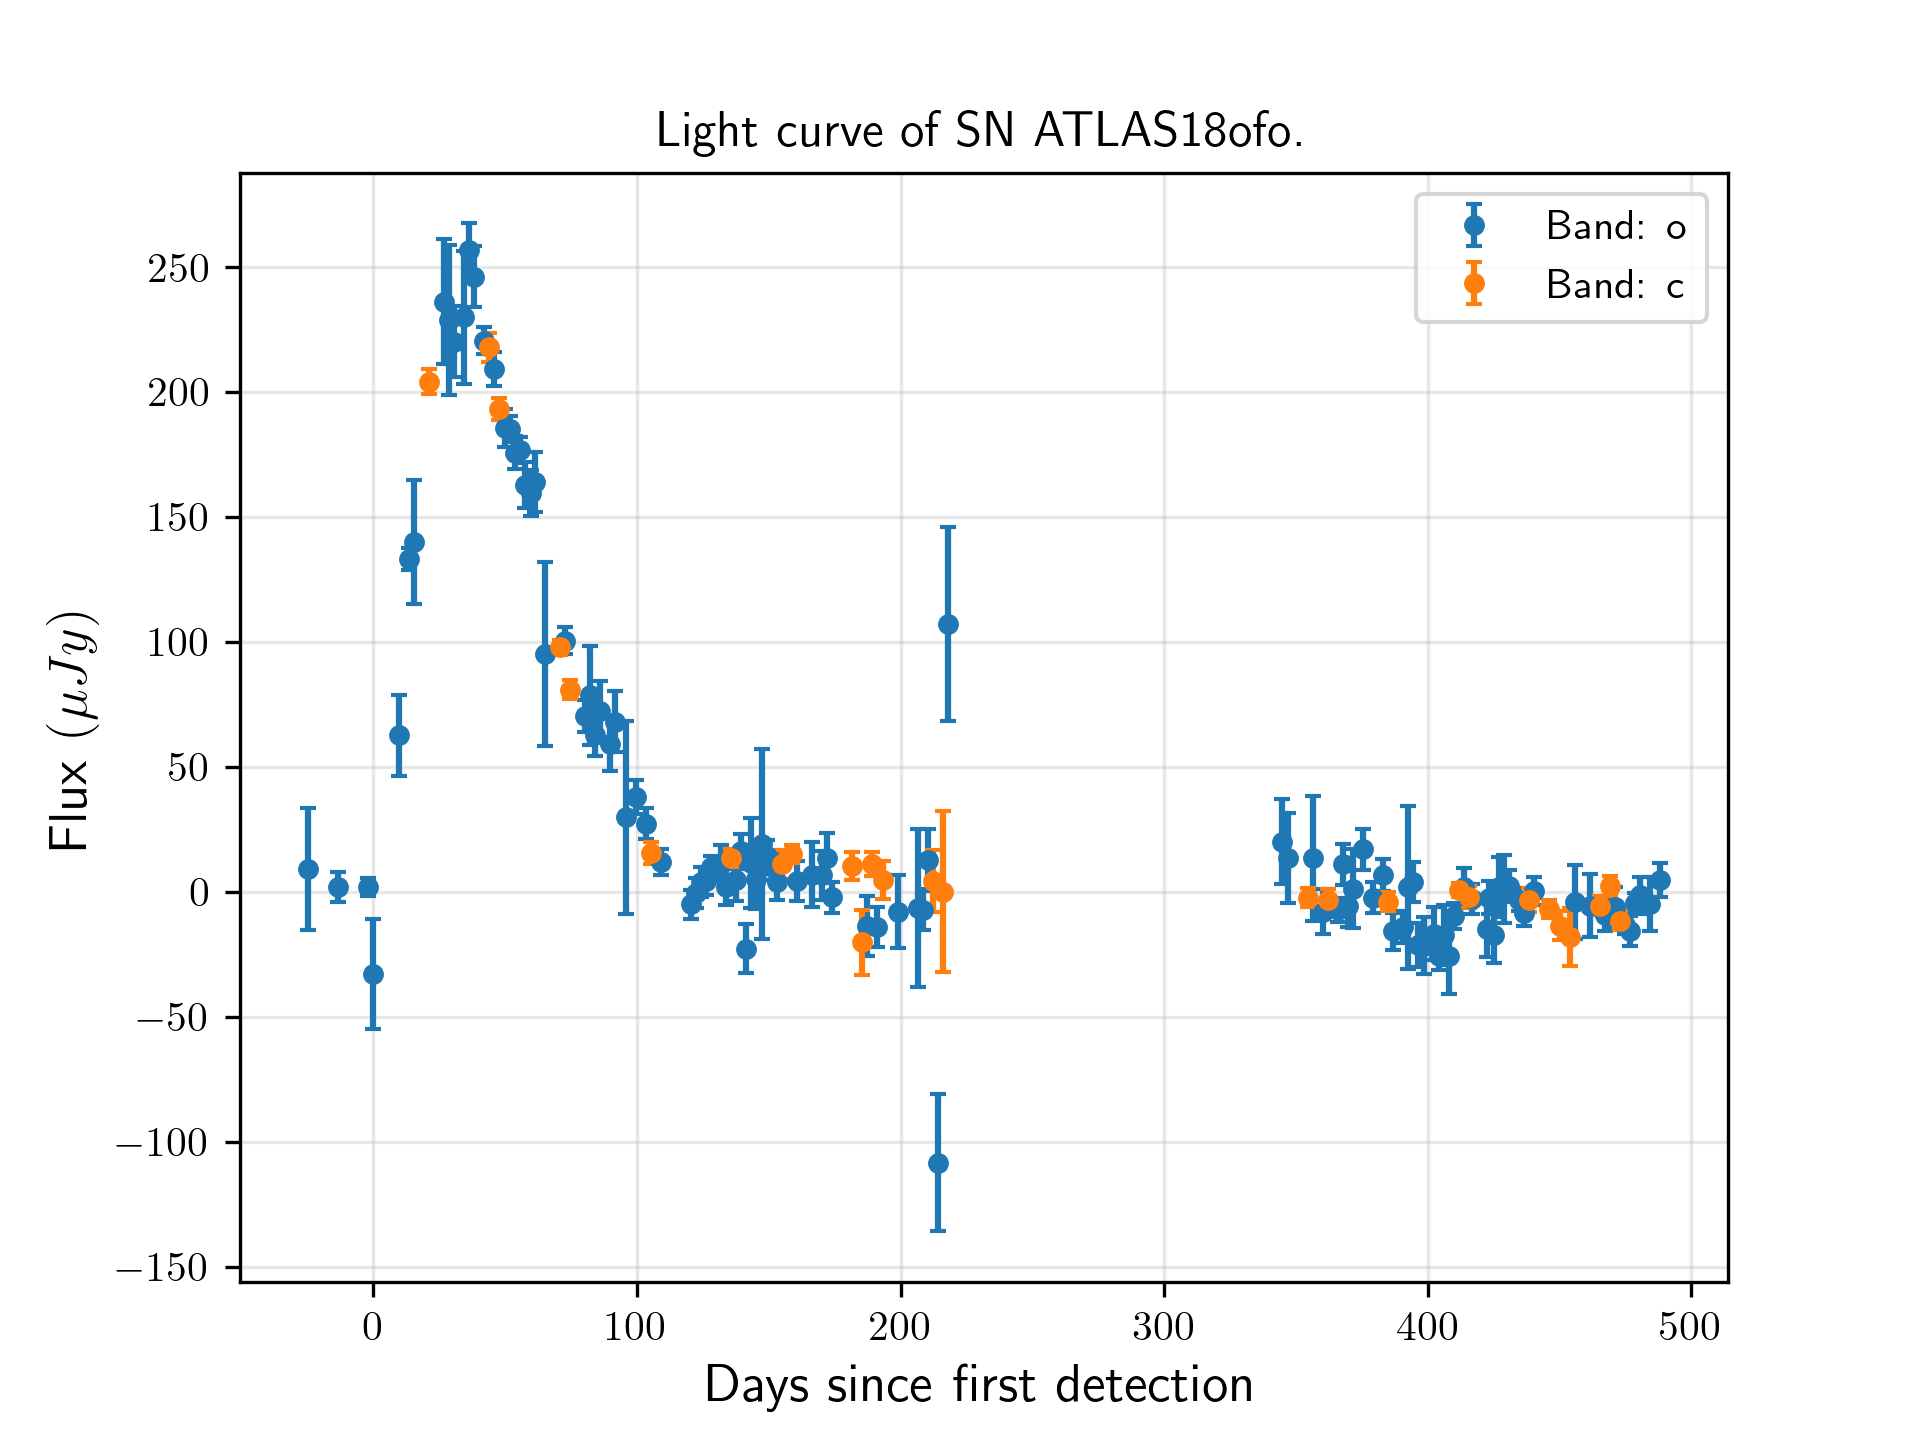 Light curve of SN ATLAS18ofo.
Band: o
Band: c
Flux (μJy)
250
200
150
100
50
0
−50
−100
−150
0 100 200 300 400 500
Days since first detection